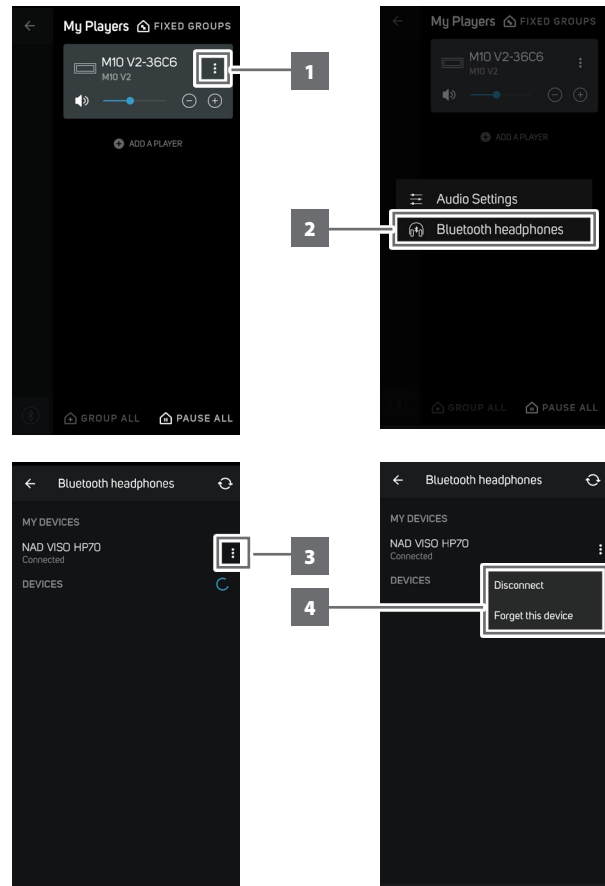 My Players FIXED GROUPS
M10 V2-36C6
M10 V2
ADD A PLAYER
GROUP ALL PAUSE ALL
1
My Players FIXED GROUPS
M10 V2-36C6
M10 V2
ADD A PLAYER
Audio Settings
Bluetooth headphones
GROUP ALL PAUSE ALL
2
Bluetooth headphones
MY DEVICES
NAD VISO HP70
Connected
DEVICES
3
Bluetooth headphones
MY DEVICES
NAD VISO HP70
Connected
DEVICES
Disconnect
Forget this device
4